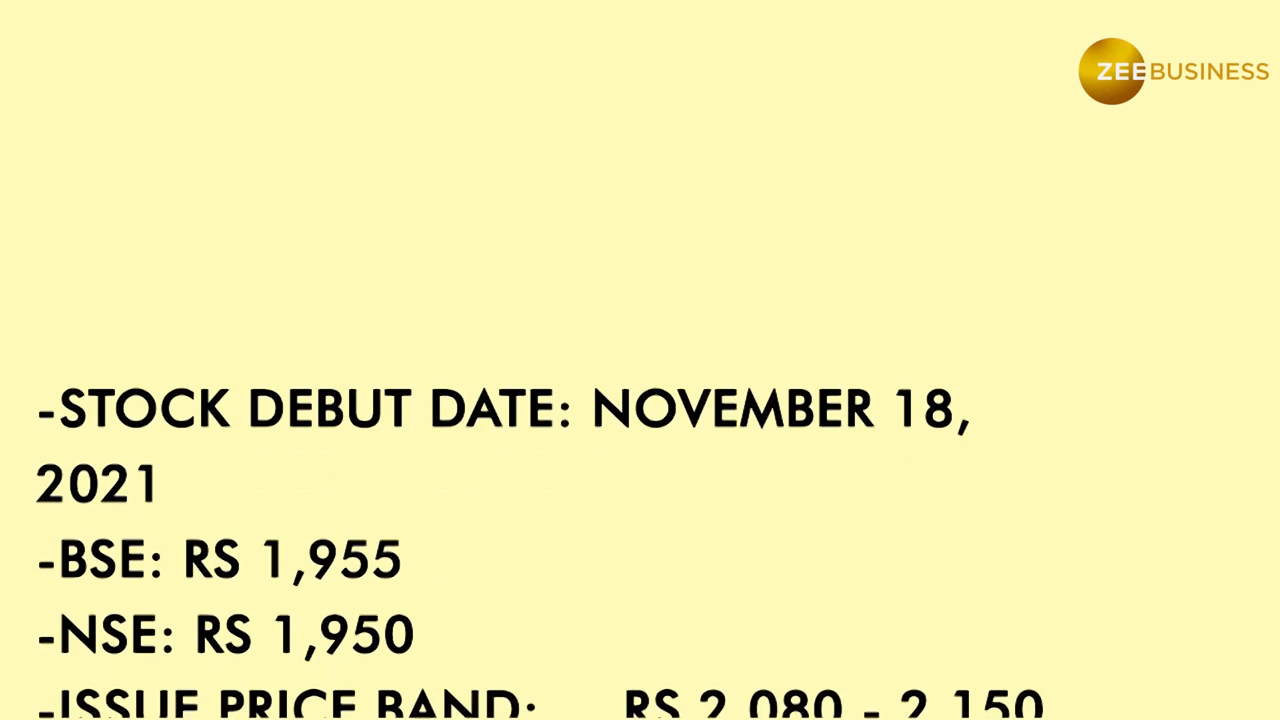 ZEEBUSINESS
-STOCK DEBUT DATE: NOVEMBER 18,
2021
-BSE: RS 1,955
-NSE: RS 1,950
-ISSUE PRICE BAND: RS 2,080 - 2,150